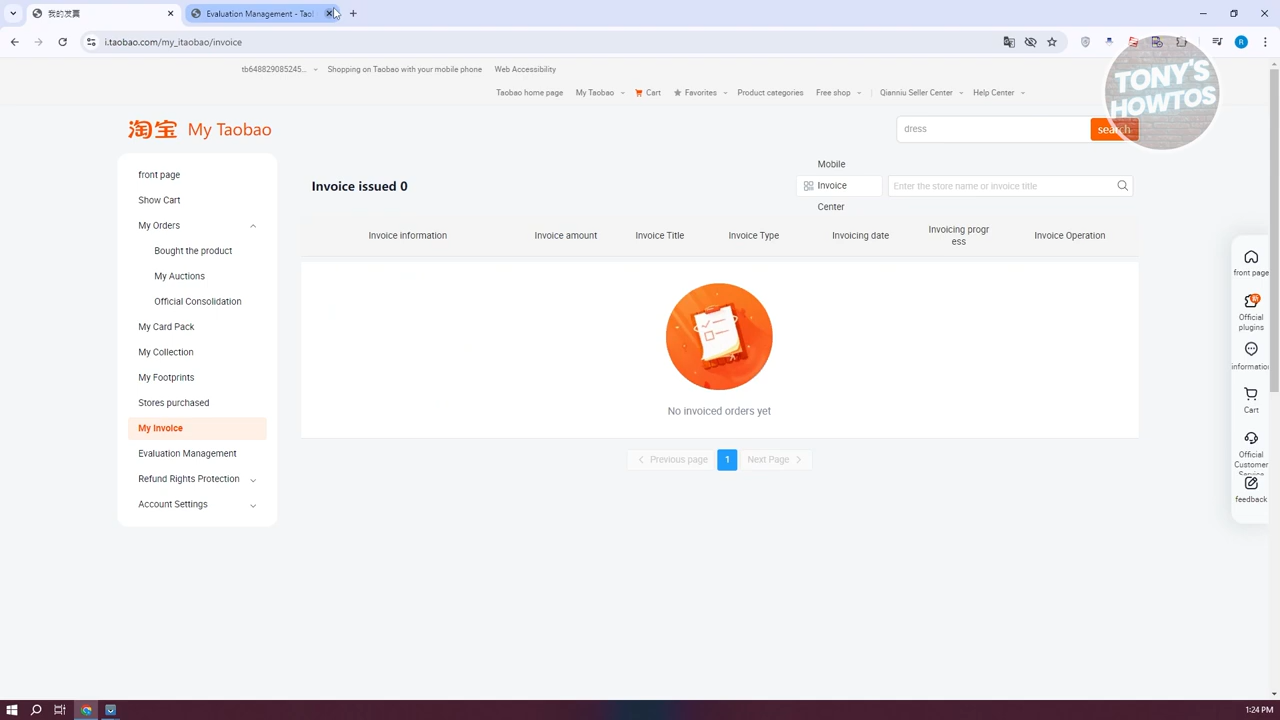 我的发票
Evaluation Management - Tao
i.taobao.com/my_itaobao/invoice
R
tb648829085245...
Shopping on Taobao with your mobile phone
Web Accessibility
Taobao home page
My Taobao
Cart
Favorites
Product categories
Free shop
Qianniu Seller Center
Help Center
TONY'S
HOWTOS
淘宝 My Taobao
dress
search
front page
Show Cart
My Orders
Bought the product
My Auctions
Official Consolidation
My Card Pack
My Collection
My Footprints
Stores purchased
My Invoice
Evaluation Management
Refund Rights Protection
Account Settings
Invoice issued 0
Mobile
Invoice
Center
Enter the store name or invoice title
Invoice information
Invoice amount
Invoice Title
Invoice Type
Invoicing date
Invoicing progr
ess
Invoice Operation
No invoiced orders yet
Previous page
1
Next Page
front page
Official
plugins
informatio
Cart
Official
Customer
Service
feedback
1:24 PM